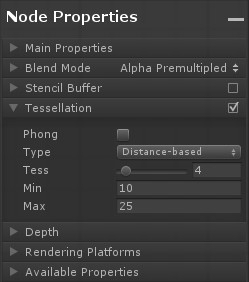 Node Properties
Main Properties
Blend Mode Alpha Premultipled
Stencil Buffer
Tessellation
Phong
Type Distance-based
Tess 4
Min 10
Max 25
Depth
Rendering Platforms
Available Properties